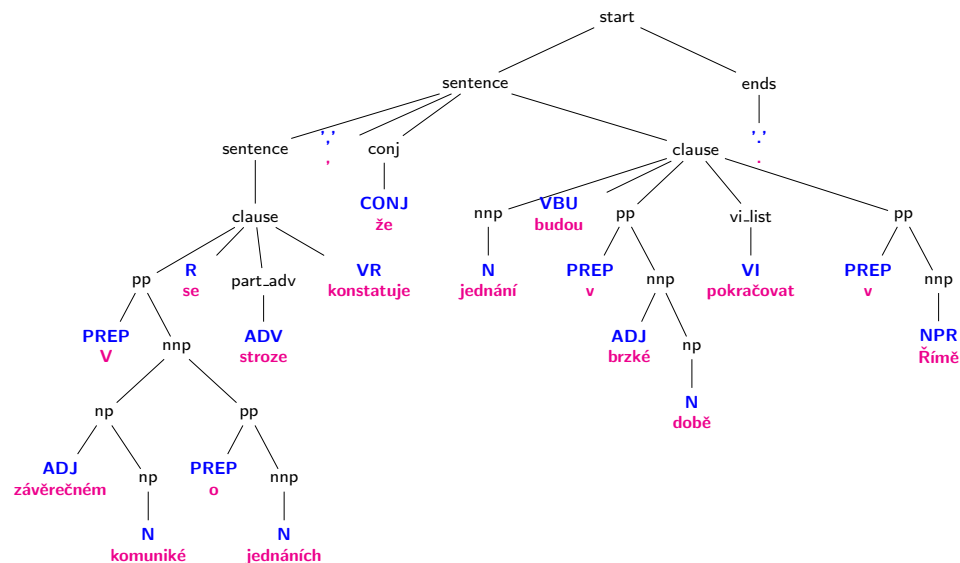 start
sentence ends
sentence ',' conj clause '.'
, .
CONJ
že
clause nnp VBU pp vi_list pp
budou
pp R part_adv VR N PREP nnp VI PREP nnp
se konstatuje jednání v pokračovat v
PREP nnp ADV ADJ np NPR
V stroze brzké Římě
np pp N
době
ADJ np PREP nnp
závěrečném o
N N
komuniké jednáních